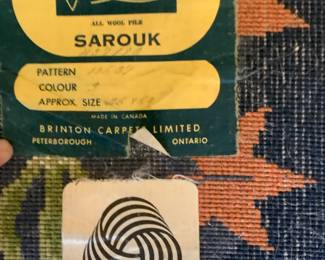 ALL WOOL PILE
SAROUK
PATTERN
COLOUR
APPROX. SIZE
MADE IN CANADA
BRINTON CARPETS LIMITED
PETERBOROUGH ONTARIO